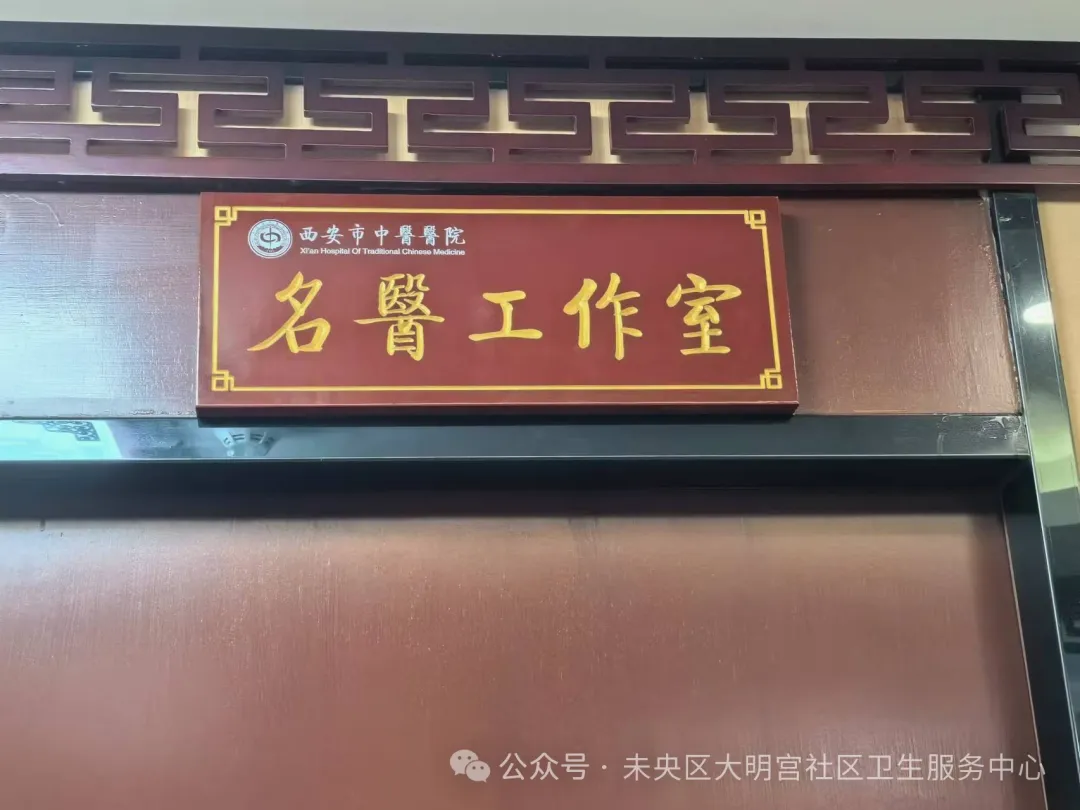 西安市中醫醫院
Xi'an Hospital Of Traditional Chinese Medicine
名醫工作室
公众号 · 未央区大明宫社区卫生服务中心